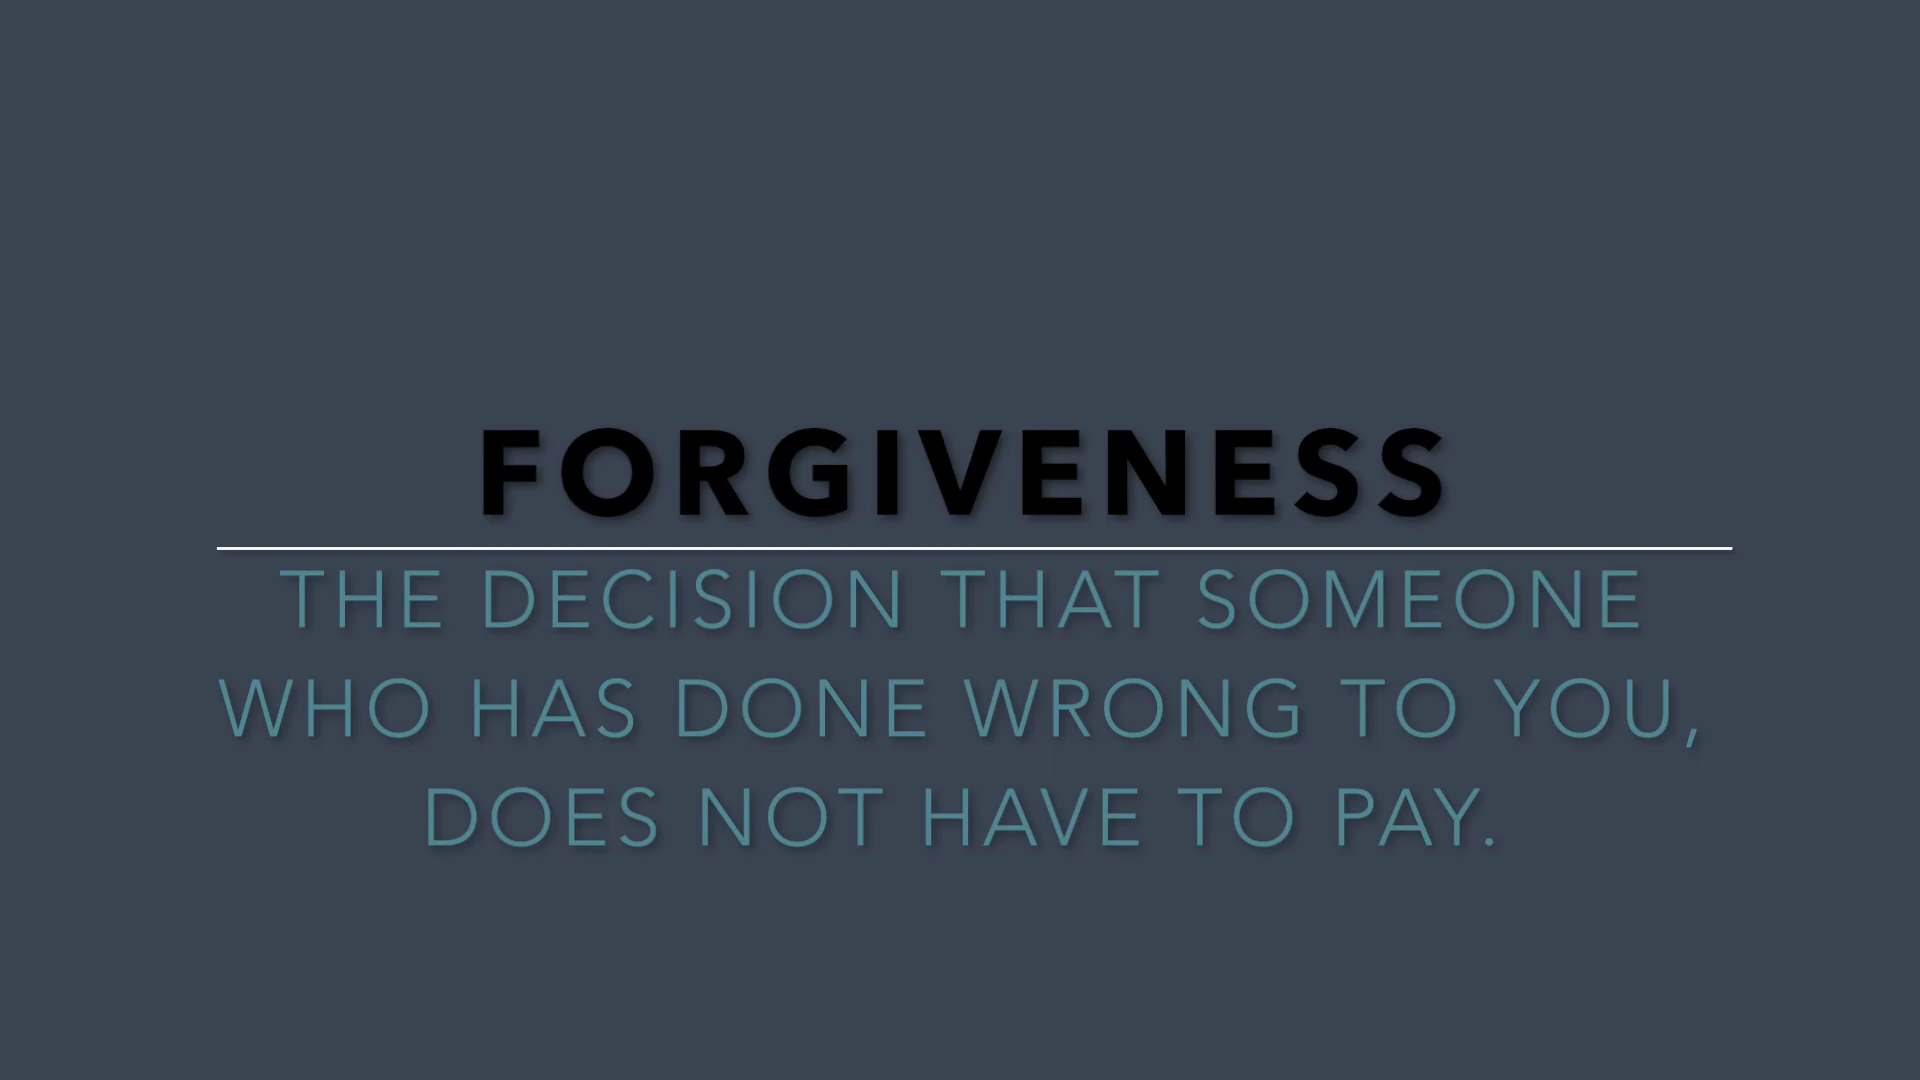 FORGIVENESS
THE DECISION THAT SOMEONE
WHO HAS DONE WRONG TO YOU,
DOES NOT HAVE TO PAY.